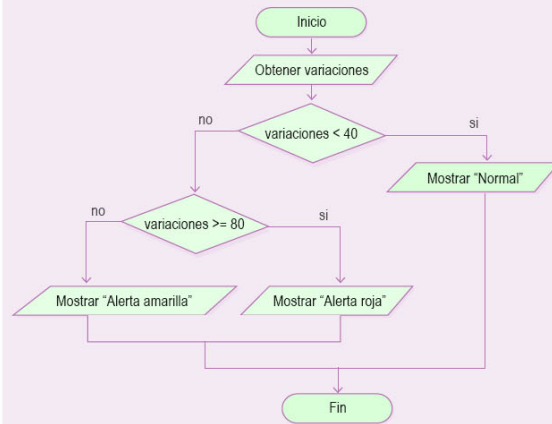 Inicio
Obtener variaciones
variaciones < 40
no
si
Mostrar "Normal"
variaciones >= 80
no
si
Mostrar "Alerta amarilla"
Mostrar "Alerta roja"
Fin